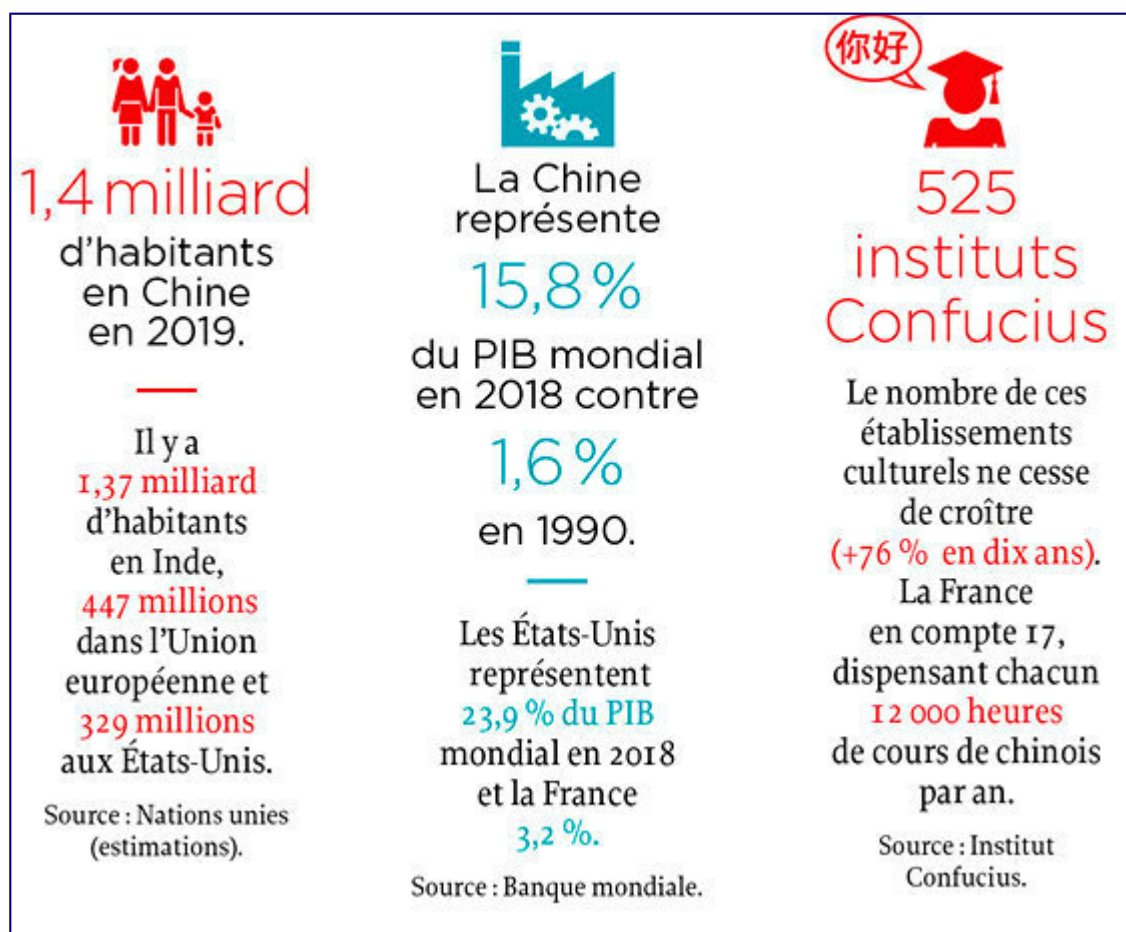 1,4 milliard
d'habitants
en Chine
en 2019.
Il y a
1,37 milliard
d'habitants
en Inde,
447 millions
dans l'Union
européenne et
329 millions
aux États-Unis.
Source : Nations unies
(estimations).
La Chine
représente
15,8 %
du PIB mondial
en 2018 contre
1,6 %
en 1990.
Les États-Unis
représentent
23,9 % du PIB
mondial en 2018
et la France
3,2 %.
Source : Banque mondiale.
你好
525
instituts
Confucius
Le nombre de ces
établissements
culturels ne cesse
de croître
(+76 % en dix ans).
La France
en compte 17,
dispensant chacun
12 000 heures
de cours de chinois
par an.
Source : Institut
Confucius.